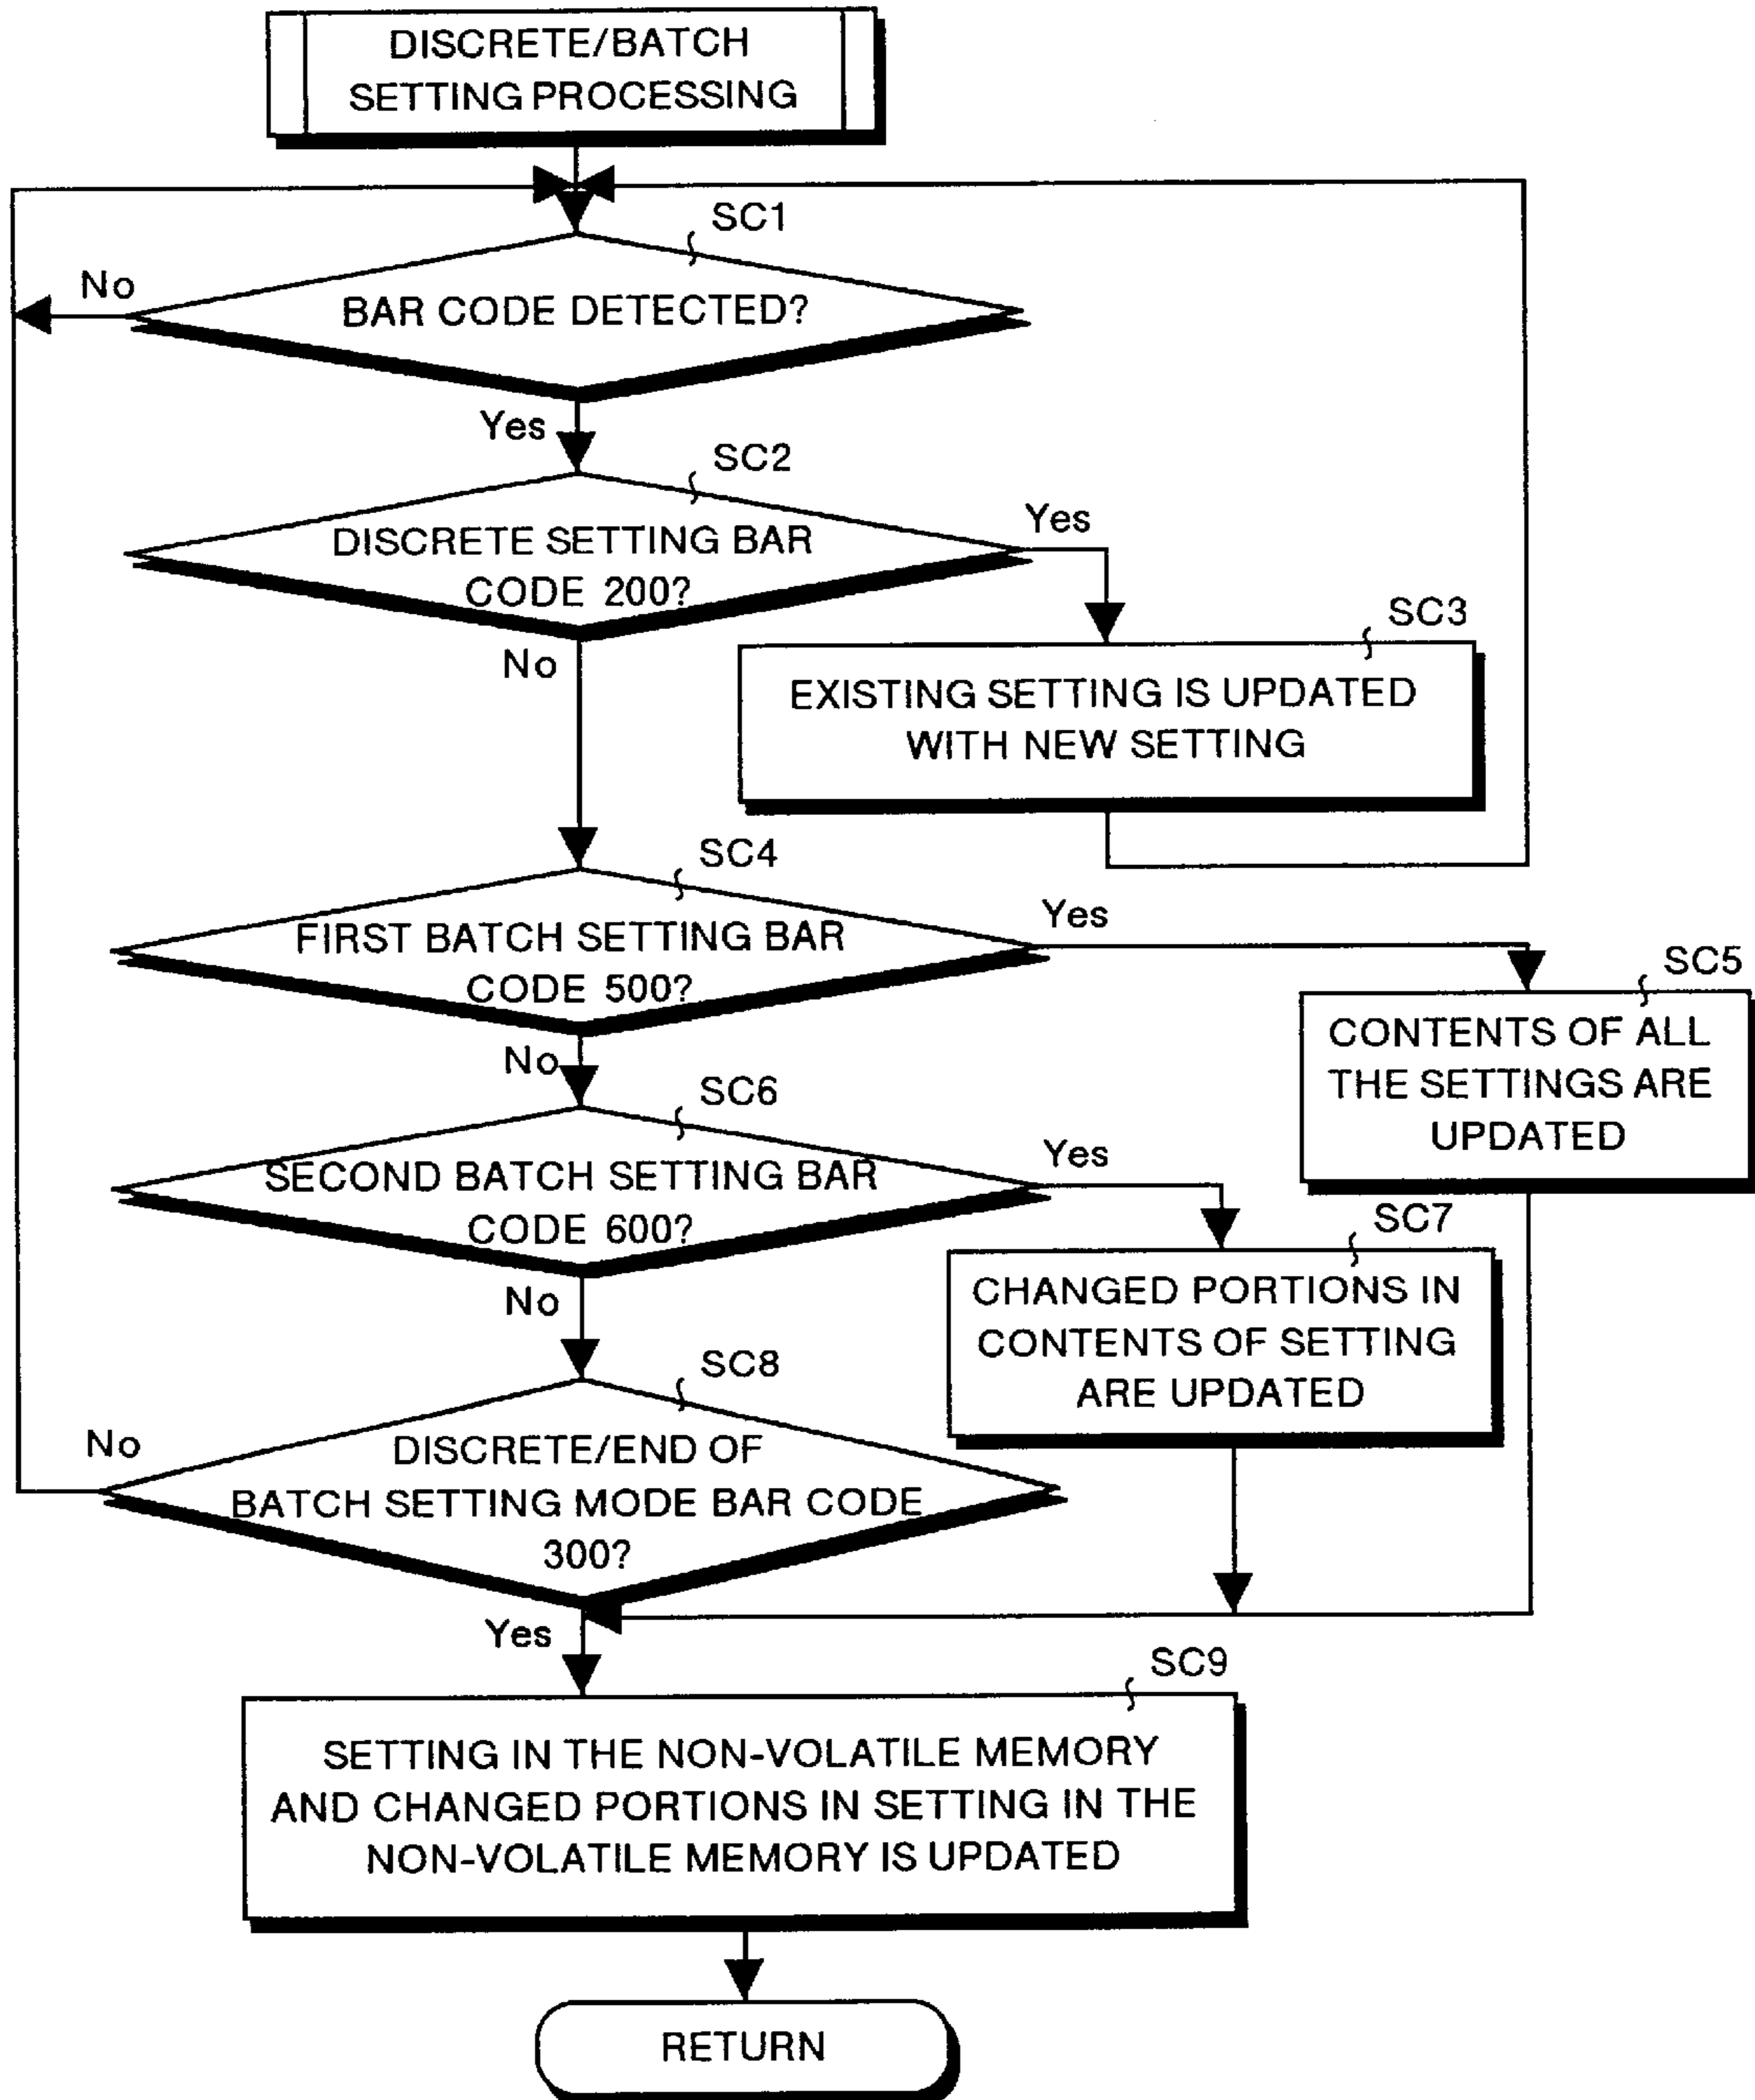 DISCRETE/BATCH
SETTING PROCESSING
SC1
No
BAR CODE DETECTED?
Yes
SC2
DISCRETE SETTING BAR
CODE 200?
Yes
No
SC3
EXISTING SETTING IS UPDATED
WITH NEW SETTING
SC4
FIRST BATCH SETTING BAR
CODE 500?
Yes
No
SC5
CONTENTS OF ALL
THE SETTINGS ARE
UPDATED
SC6
SECOND BATCH SETTING BAR
CODE 600?
Yes
No
SC7
CHANGED PORTIONS IN
CONTENTS OF SETTING
ARE UPDATED
SC8
No
DISCRETE/END OF
BATCH SETTING MODE BAR CODE
300?
Yes
SC9
SETTING IN THE NON-VOLATILE MEMORY
AND CHANGED PORTIONS IN SETTING IN THE
NON-VOLATILE MEMORY IS UPDATED
RETURN